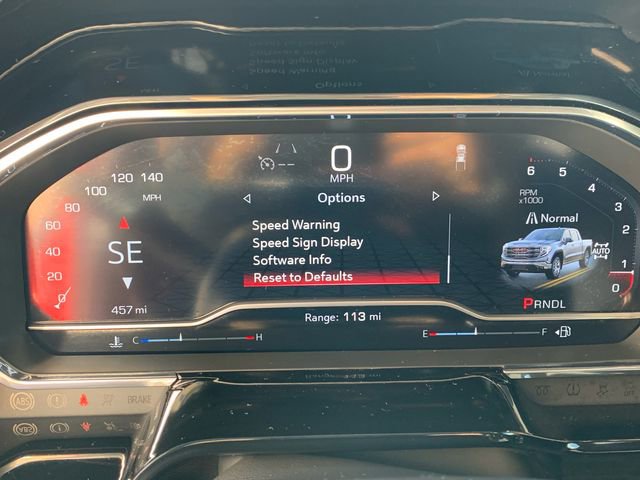 0
MPH
Options
Speed Warning
Speed Sign Display
Software Info
Reset to Defaults
Range: 113 mi
140
120
100
80
60
40
20
0
MPH
SE
457 mi
C H
E F
6
5
4
3
2
1
0
RPM
x1000
Normal
AUTO
PRNDL
ABS
BRAKE